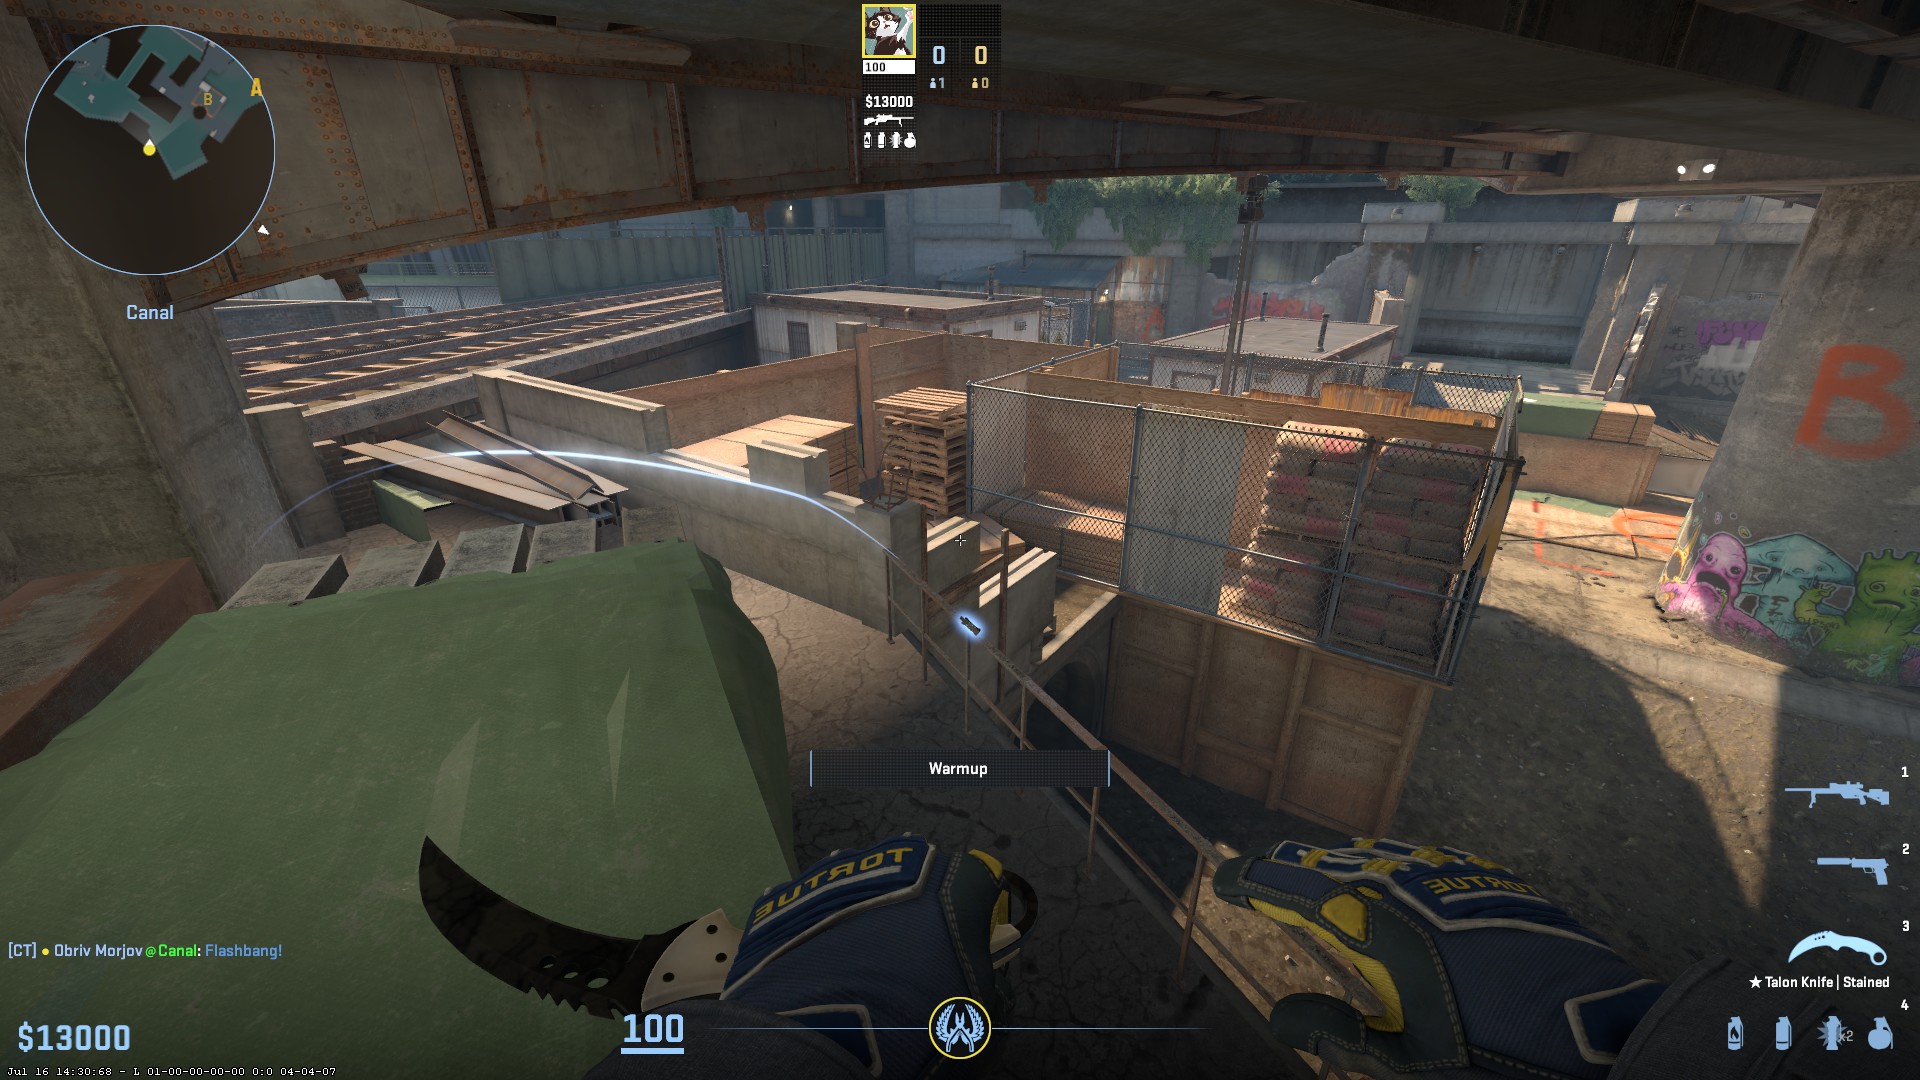 100
0 0
1 0
$13000
A
B
Canal
B
Warmup
1
2
3
★ Talon Knife | Stained
4
x2
TORTUE
TORTUE
[CT] ● Obriv Morjov@Canal: Flashbang!
$13000
100
Jul 16 14:30:68 - L 01-00-00-00-00 0:0 04-04-07